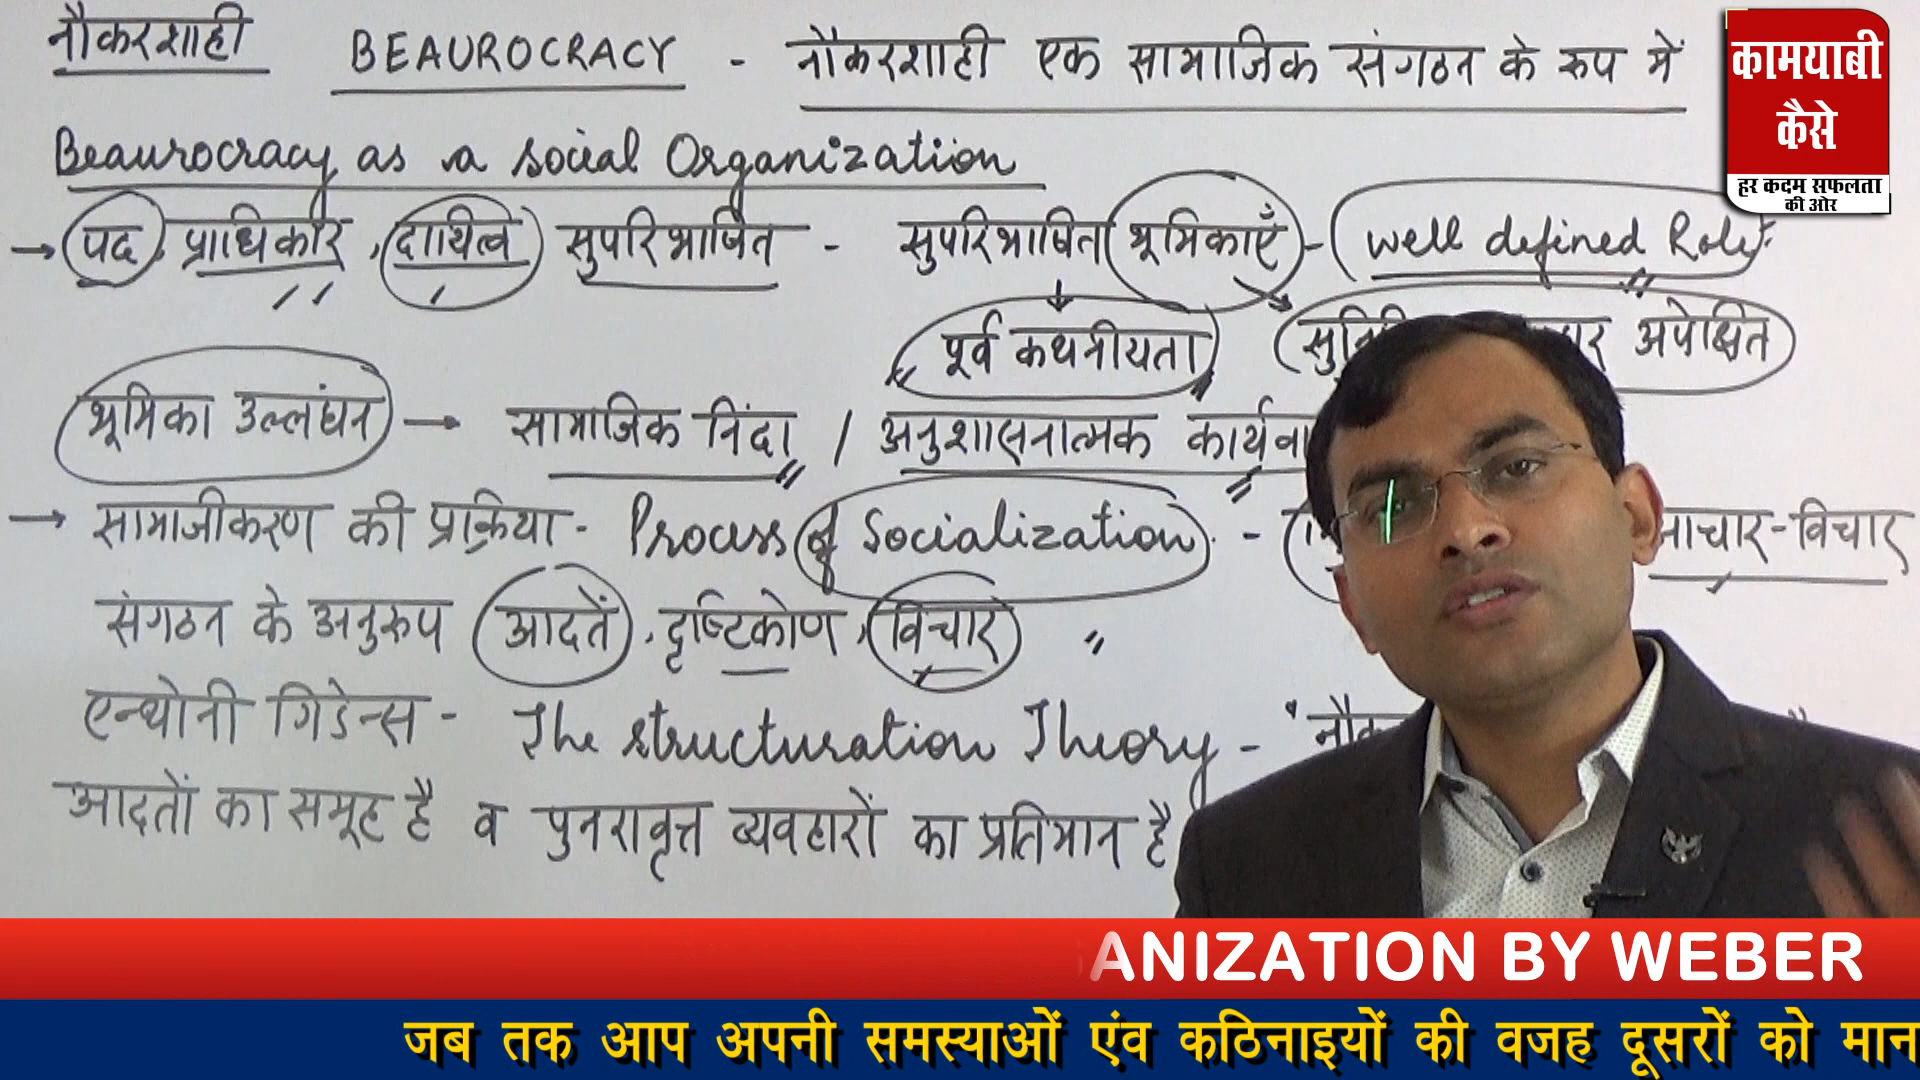 नौकरशाही BEAUROCRACY - नौकरशाही एक सामाजिक संगठन के रूप में
Beaurocracy as a social Organization
→ पद, प्राधिकार, दायित्व सुपरिभाषित - सुपरिभाषित भूमिकाएँ - well defined Roles
पूर्व कथनीयता अपेक्षित
भूमिका उल्लंघन → सामाजिक निंदा / अनुशासनात्मक
→ सामाजीकरण की प्रक्रिया - Process of Socialization -
संगठन के अनुरूप आदतें, दृष्टिकोण, विचार
एन्थोनी गिडेन्स - The structuration Theory -
आदतों का समूह है व पुनरावृत्त व्यवहारों का प्रतिमान है
कामयाबी
कैसे
हर कदम सफलता
की ओर
ANIZATION BY WEBER
जब तक आप अपनी समस्याओं एंव कठिनाइयों की वजह दूसरों को मान